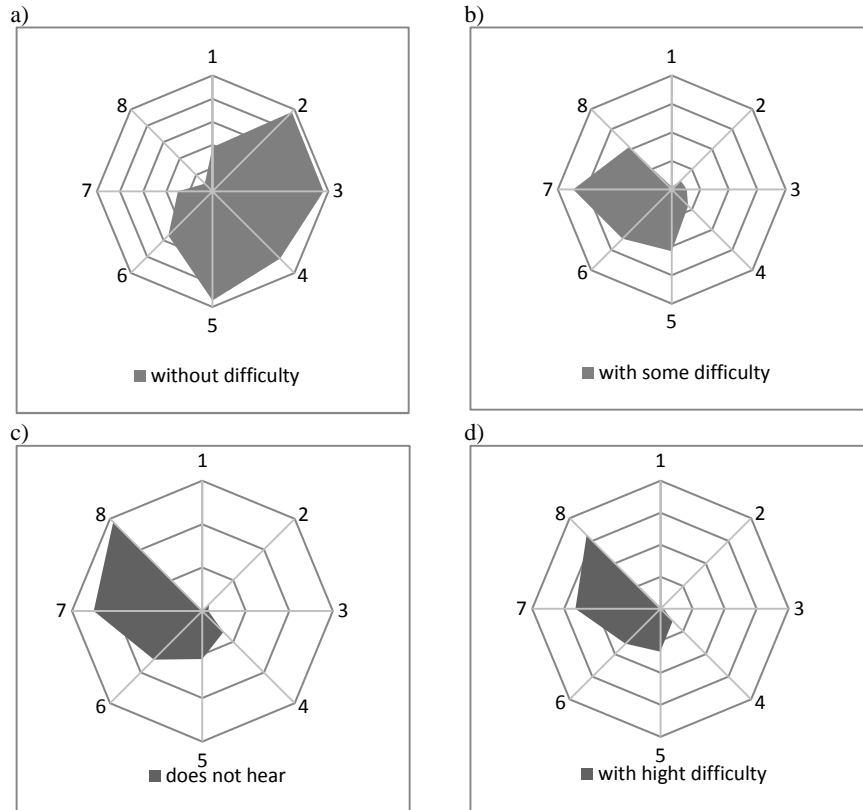 a)
1
8 2
7 3
6 4
5
without difficulty
b)
1
8 2
7 3
6 4
5
with some difficulty
c)
1
8 2
7 3
6 4
5
does not hear
d)
1
8 2
7 3
6 4
5
with hight difficulty